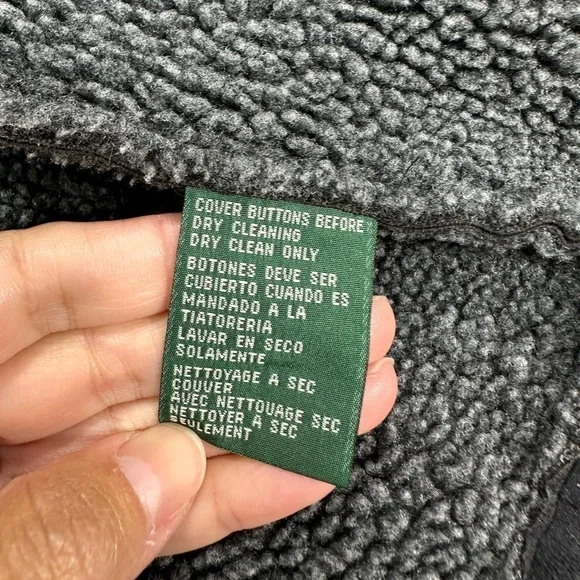 COVER BUTTONS BEFORE
DRY CLEANING
DRY CLEAN ONLY
BOTONES DEVE SER
CUBIERTO CUANDO ES
MANDADO A LA
TIATORERIA
LAVAR EN SECO
SOLAMENTE
NETTOYAGE A SEC
COUVER
AVEC NETTOUAGE SEC
NETTOYER A SEC
SEULEMENT